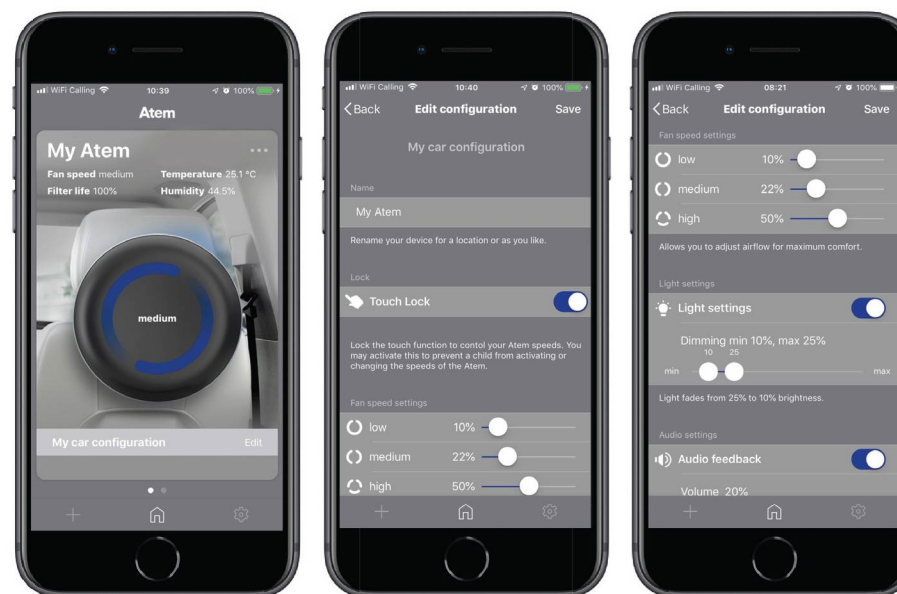 WiFi Calling 10:39 100%
Atem
My Atem
Fan speed medium Temperature 25.1 °C
Filter life 100% Humidity 44.5%
medium
My car configuration Edit
WiFi Calling 10:40 100%
Back Edit configuration Save
My car configuration
Name
My Atem
Rename your device for a location or as you like.
Lock
Touch Lock
Lock the touch function to contol your Atem speeds. You
may activate this to prevent a child from activating or
changing the speeds of the Atem.
Fan speed settings
low 10%
medium 22%
high 50%
WiFi Calling 08:21 100%
Back Edit configuration Save
Fan speed settings
low 10%
medium 22%
high 50%
Allows you to adjust airflow for maximum comfort.
Light settings
Light settings
Dimming min 10%, max 25%
10 25
min max
Light fades from 25% to 10% brightness.
Audio settings
Audio feedback
Volume 20%